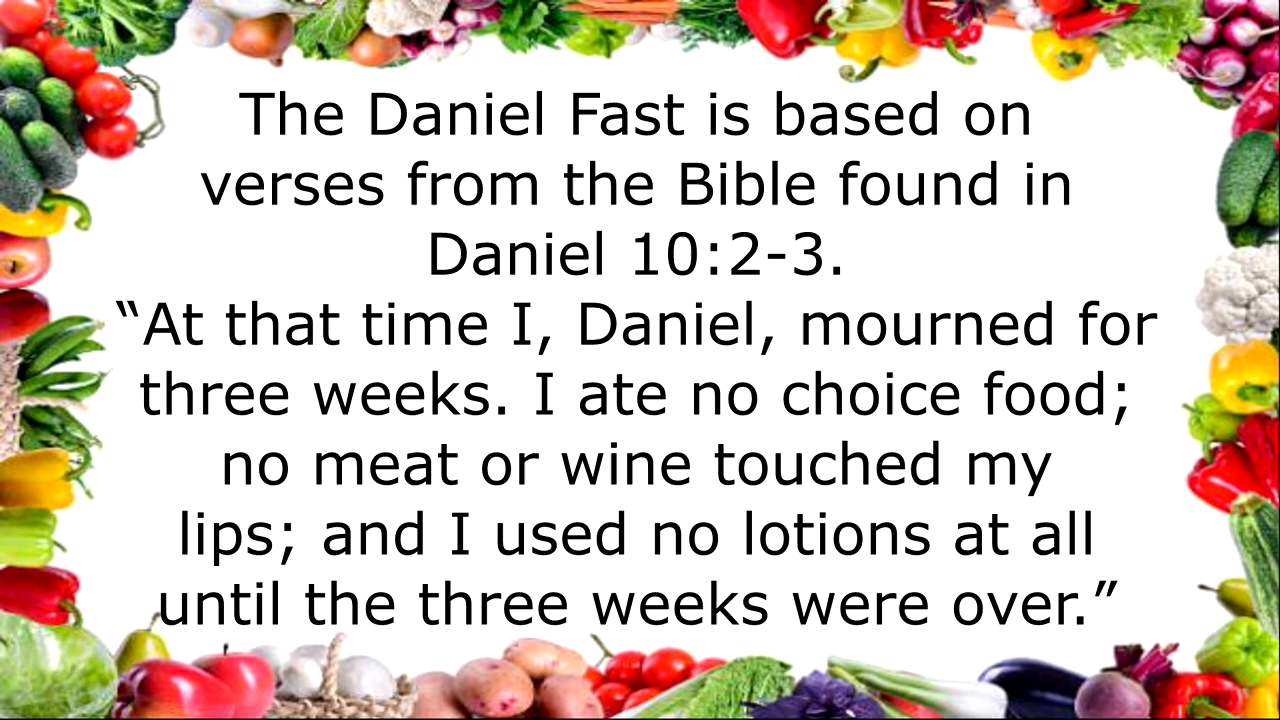 The Daniel Fast is based on
verses from the Bible found in
Daniel 10:2-3.
“At that time I, Daniel, mourned for
three weeks. I ate no choice food;
no meat or wine touched my
lips; and I used no lotions at all
until the three weeks were over.”